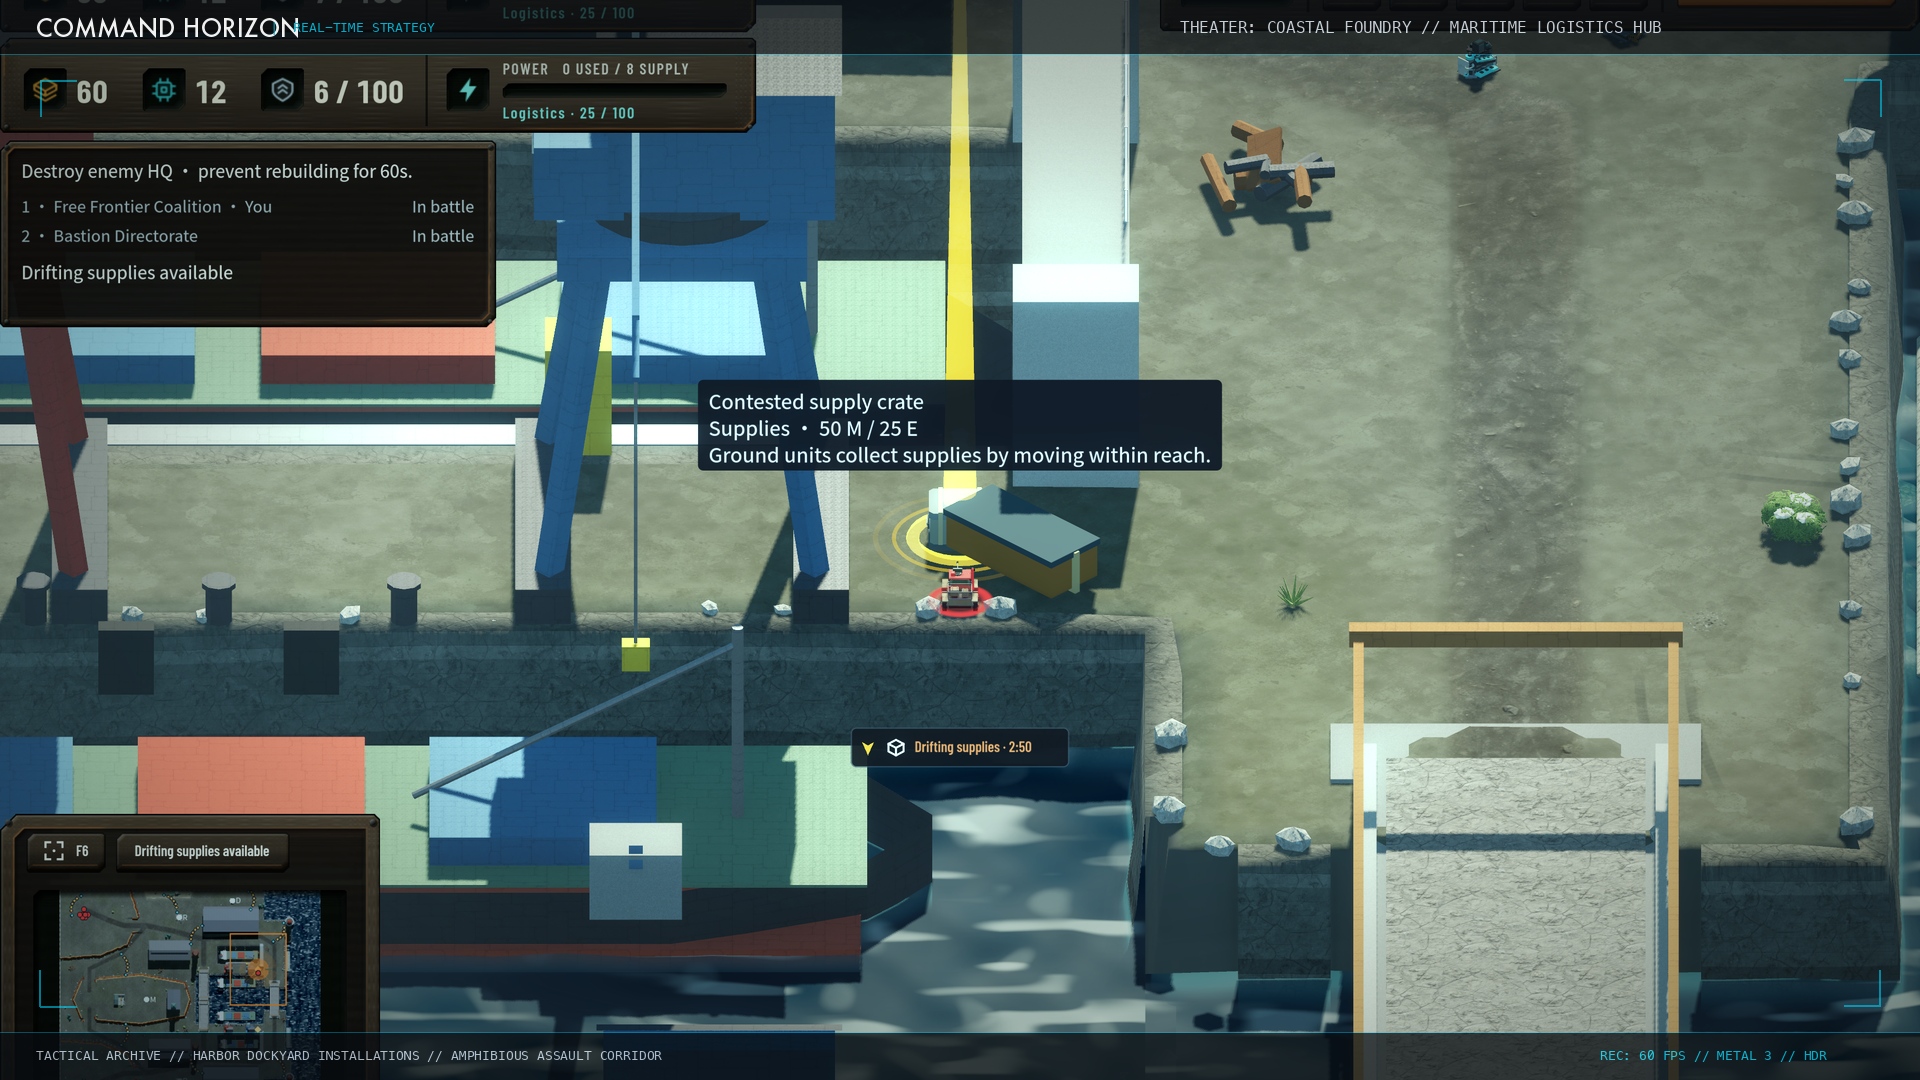 Logistics · 25 / 100
COMMAND HORIZON
REAL-TIME STRATEGY
THEATER: COASTAL FOUNDRY // MARITIME LOGISTICS HUB
60
12
6 / 100
POWER 0 USED / 8 SUPPLY
Logistics · 25 / 100
Destroy enemy HQ • prevent rebuilding for 60s.
1 • Free Frontier Coalition • You In battle
2 • Bastion Directorate In battle
Drifting supplies available
Contested supply crate
Supplies • 50 M / 25 E
Ground units collect supplies by moving within reach.
Drifting supplies · 2:50
F6
Drifting supplies available
D
R
M
TACTICAL ARCHIVE // HARBOR DOCKYARD INSTALLATIONS // AMPHIBIOUS ASSAULT CORRIDOR
REC: 60 FPS // METAL 3 // HDR